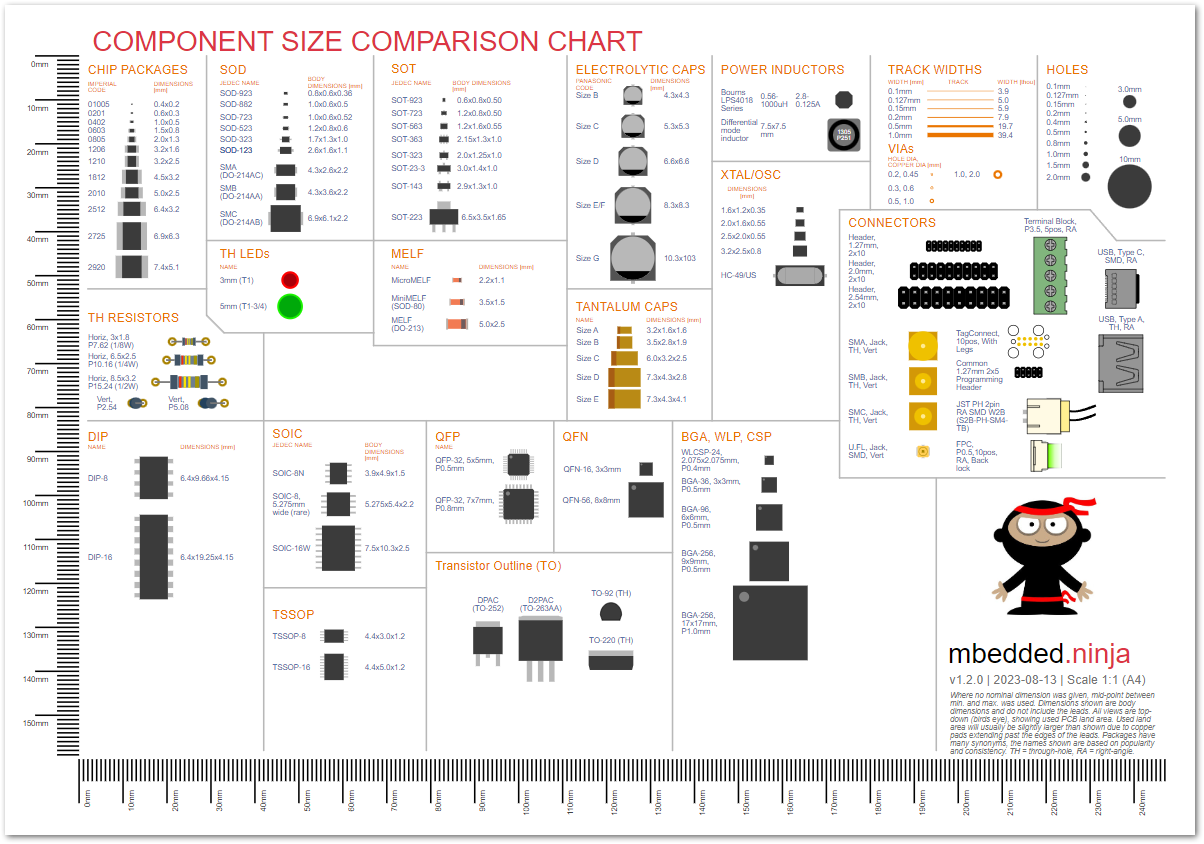 COMPONENT SIZE COMPARISON CHART
0mm
10mm
20mm
30mm
40mm
50mm
60mm
70mm
80mm
90mm
100mm
110mm
120mm
130mm
140mm
150mm
CHIP PACKAGES
IMPERIAL CODE DIMENSIONS [mm]
01005 0.4x0.2
0201 0.6x0.3
0402 1.0x0.5
0603 1.5x0.8
0805 2.0x1.3
1206 3.2x1.6
1210 3.2x2.5
1812 4.5x3.2
2010 5.0x2.5
2512 6.4x3.2
2725 6.9x6.3
2920 7.4x5.1
SOD
JEDEC NAME BODY DIMENSIONS [mm]
SOD-923 0.8x0.6x0.36
SOD-882 1.0x0.6x0.5
SOD-723 1.0x0.6x0.52
SOD-523 1.2x0.8x0.6
SOD-323 1.7x1.3x1.0
SOD-123 2.6x1.6x1.1
SMA
(DO-214AC) 4.3x2.6x2.2
SMB
(DO-214AA) 4.3x3.6x2.2
SMC
(DO-214AB) 6.9x6.1x2.2
SOT
JEDEC NAME BODY DIMENSIONS [mm]
SOT-923 0.6x0.8x0.50
SOT-723 1.2x0.8x0.50
SOT-563 1.2x1.6x0.55
SOT-363 2.15x1.3x1.0
SOT-323 2.0x1.25x1.0
SOT-23-3 3.0x1.4x1.0
SOT-143 2.9x1.3x1.0
SOT-223 6.5x3.5x1.65
ELECTROLYTIC CAPS
PANASONIC CODE DIMENSIONS [mm]
Size B 4.3x4.3
Size C 5.3x5.3
Size D 6.6x6.6
Size E/F 8.3x8.3
Size G 10.3x103
POWER INDUCTORS
Bourns
LPS4018
Series
0.56-
1000uH
2.8-
0.125A
Differential
mode
inductor
7.5x7.5
mm
1305
P251
TRACK WIDTHS
WIDTH [mm] TRACK WIDTH [thou]
0.1mm 3.9
0.127mm 5.0
0.15mm 5.9
0.2mm 7.9
0.5mm 19.7
1.0mm 39.4
VIAs
HOLE DIA,
COPPER DIA [mm]
0.2, 0.45 1.0, 2.0
0.3, 0.6
0.5, 1.0
HOLES
0.1mm
0.127mm
0.15mm
0.2mm
0.4mm
0.5mm
0.8mm
1.0mm
1.5mm
2.0mm
3.0mm
5.0mm
10mm
XTAL/OSC
DIMENSIONS
[mm]
1.6x1.2x0.35
2.0x1.6x0.55
2.5x2.0x0.55
3.2x2.5x0.8
HC-49/US
TH LEDs
NAME
3mm (T1)
5mm (T1-3/4)
MELF
NAME DIMENSIONS [mm]
MicroMELF 2.2x1.1
MiniMELF
(SOD-80) 3.5x1.5
MELF
(DO-213) 5.0x2.5
TANTALUM CAPS
NAME DIMENSIONS [mm]
Size A 3.2x1.6x1.6
Size B 3.5x2.8x1.9
Size C 6.0x3.2x2.5
Size D 7.3x4.3x2.8
Size E 7.3x4.3x4.1
TH RESISTORS
Horiz, 3x1.8
P7.62 (1/8W)
Horiz, 6.5x2.5
P10.16 (1/4W)
Horiz, 8.5x3.2
P15.24 (1/2W)
Vert,
P2.54
Vert,
P5.08
CONNECTORS
Header,
1.27mm,
2x10
Header,
2.0mm,
2x10
Header,
2.54mm,
2x10
Terminal Block,
P3.5, 5pos, RA
USB, Type C,
SMD, RA
USB, Type A,
TH, RA
SMA, Jack,
TH, Vert
SMB, Jack,
TH, Vert
SMC, Jack,
TH, Vert
U.FL, Jack,
SMD, Vert
TagConnect,
10pos, With
Legs
Common
1.27mm 2x5
Programming
Header
JST PH 2pin
RA SMD W2B
(S2B-PH-SM4-
TB)
FPC,
P0.5,10pos,
RA, Back
lock
DIP
NAME DIMENSIONS [mm]
DIP-8 6.4x9.66x4.15
DIP-16 6.4x19.25x4.15
SOIC
JEDEC NAME BODY DIMENSIONS [mm]
SOIC-8N 3.9x4.9x1.5
SOIC-8,
5.275mm
wide (rare) 5.275x5.4x2.2
SOIC-16W 7.5x10.3x2.5
TSSOP
TSSOP-8 4.4x3.0x1.2
TSSOP-16 4.4x5.0x1.2
QFP
NAME
QFP-32, 5x5mm,
P0.5mm
QFP-32, 7x7mm,
P0.8mm
QFN
QFN-16, 3x3mm
QFN-56, 8x8mm
Transistor Outline (TO)
DPAC
(TO-252)
D2PAC
(TO-263AA)
TO-92 (TH)
TO-220 (TH)
BGA, WLP, CSP
WLCSP-24,
2.075x2.075mm,
P0.4mm
BGA-36, 3x3mm,
P0.5mm
BGA-96,
6x6mm,
P0.5mm
BGA-256,
9x9mm,
P0.5mm
BGA-256,
17x17mm,
P1.0mm
mbedded.ninja
v1.2.0 | 2023-08-13 | Scale 1:1 (A4)
Where no nominal dimension was given, mid-point between
min. and max. was used. Dimensions shown are body
dimensions and do not include the leads. All views are top-
down (birds eye), showing used PCB land area. Used land
area will usually be slightly larger than shown due to copper
pads extending past the edges of the leads. Packages have
many synonyms, the names shown are based on popularity
and consistency. TH = through-hole, RA = right-angle.
0mm
10mm
20mm
30mm
40mm
50mm
60mm
70mm
80mm
90mm
100mm
110mm
120mm
130mm
140mm
150mm
160mm
170mm
180mm
190mm
200mm
210mm
220mm
230mm
240mm